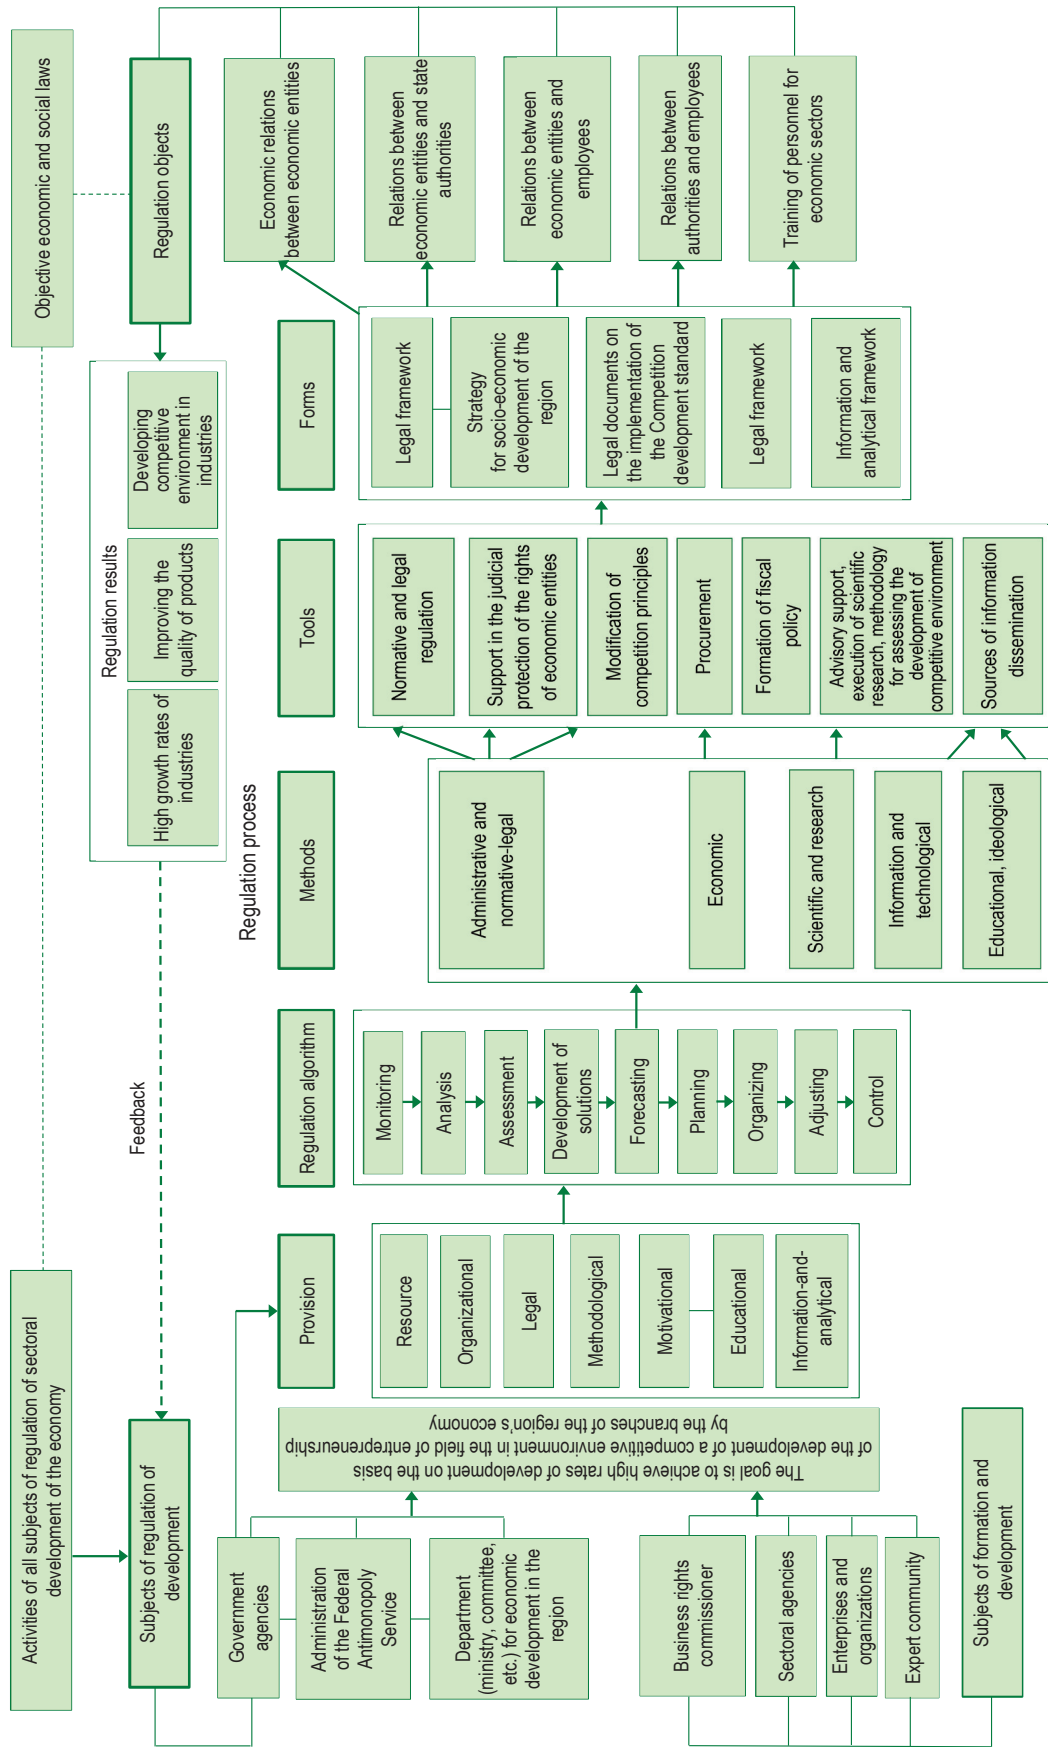 Activities of all subjects of regulation of sectoral
development of the economy
Objective economic and social laws
Subjects of regulation of
development
Feedback
Regulation results
High growth rates of
industries
Improving the
quality of products
Developing
competitive
environment in
industries
Regulation objects
Regulation process
Government
agencies
Administration
of the Federal
Antimonopoly
Service
Department
(ministry, committee,
etc.) for economic
development in the
region
Business rights
commissioner
Sectoral agencies
Enterprises and
organizations
Expert community
Subjects of formation and
development
The goal is to achieve high rates of development on the basis
of the development of a competitive environment in the field of entrepreneurship
by the branches of the region's economy
Provision
Resource
Organizational
Legal
Methodological
Motivational
Educational
Information-and-
analytical
Regulation algorithm
Monitoring
Analysis
Assessment
Development of
solutions
Forecasting
Planning
Organizing
Adjusting
Control
Methods
Administrative and
normative-legal
Economic
Scientific and research
Information and
technological
Educational, ideological
Tools
Normative and legal
regulation
Support in the judicial
protection of the rights
of economic entities
Modification of
competition principles
Procurement
Formation of fiscal
policy
Advisory support,
execution of scientific
research, methodology
for assessing the
development of
competitive environment
Sources of information
dissemination
Forms
Legal framework
Strategy
for socio-economic
development of the
region
Legal documents on
the implementation of
the Competition
development standard
Legal framework
Information and
analytical framework
Economic relations
between economic entities
Relations between
economic entities and state
authorities
Relations between
economic entities and
employees
Relations between
authorities and employees
Training of personnel for
economic sectors